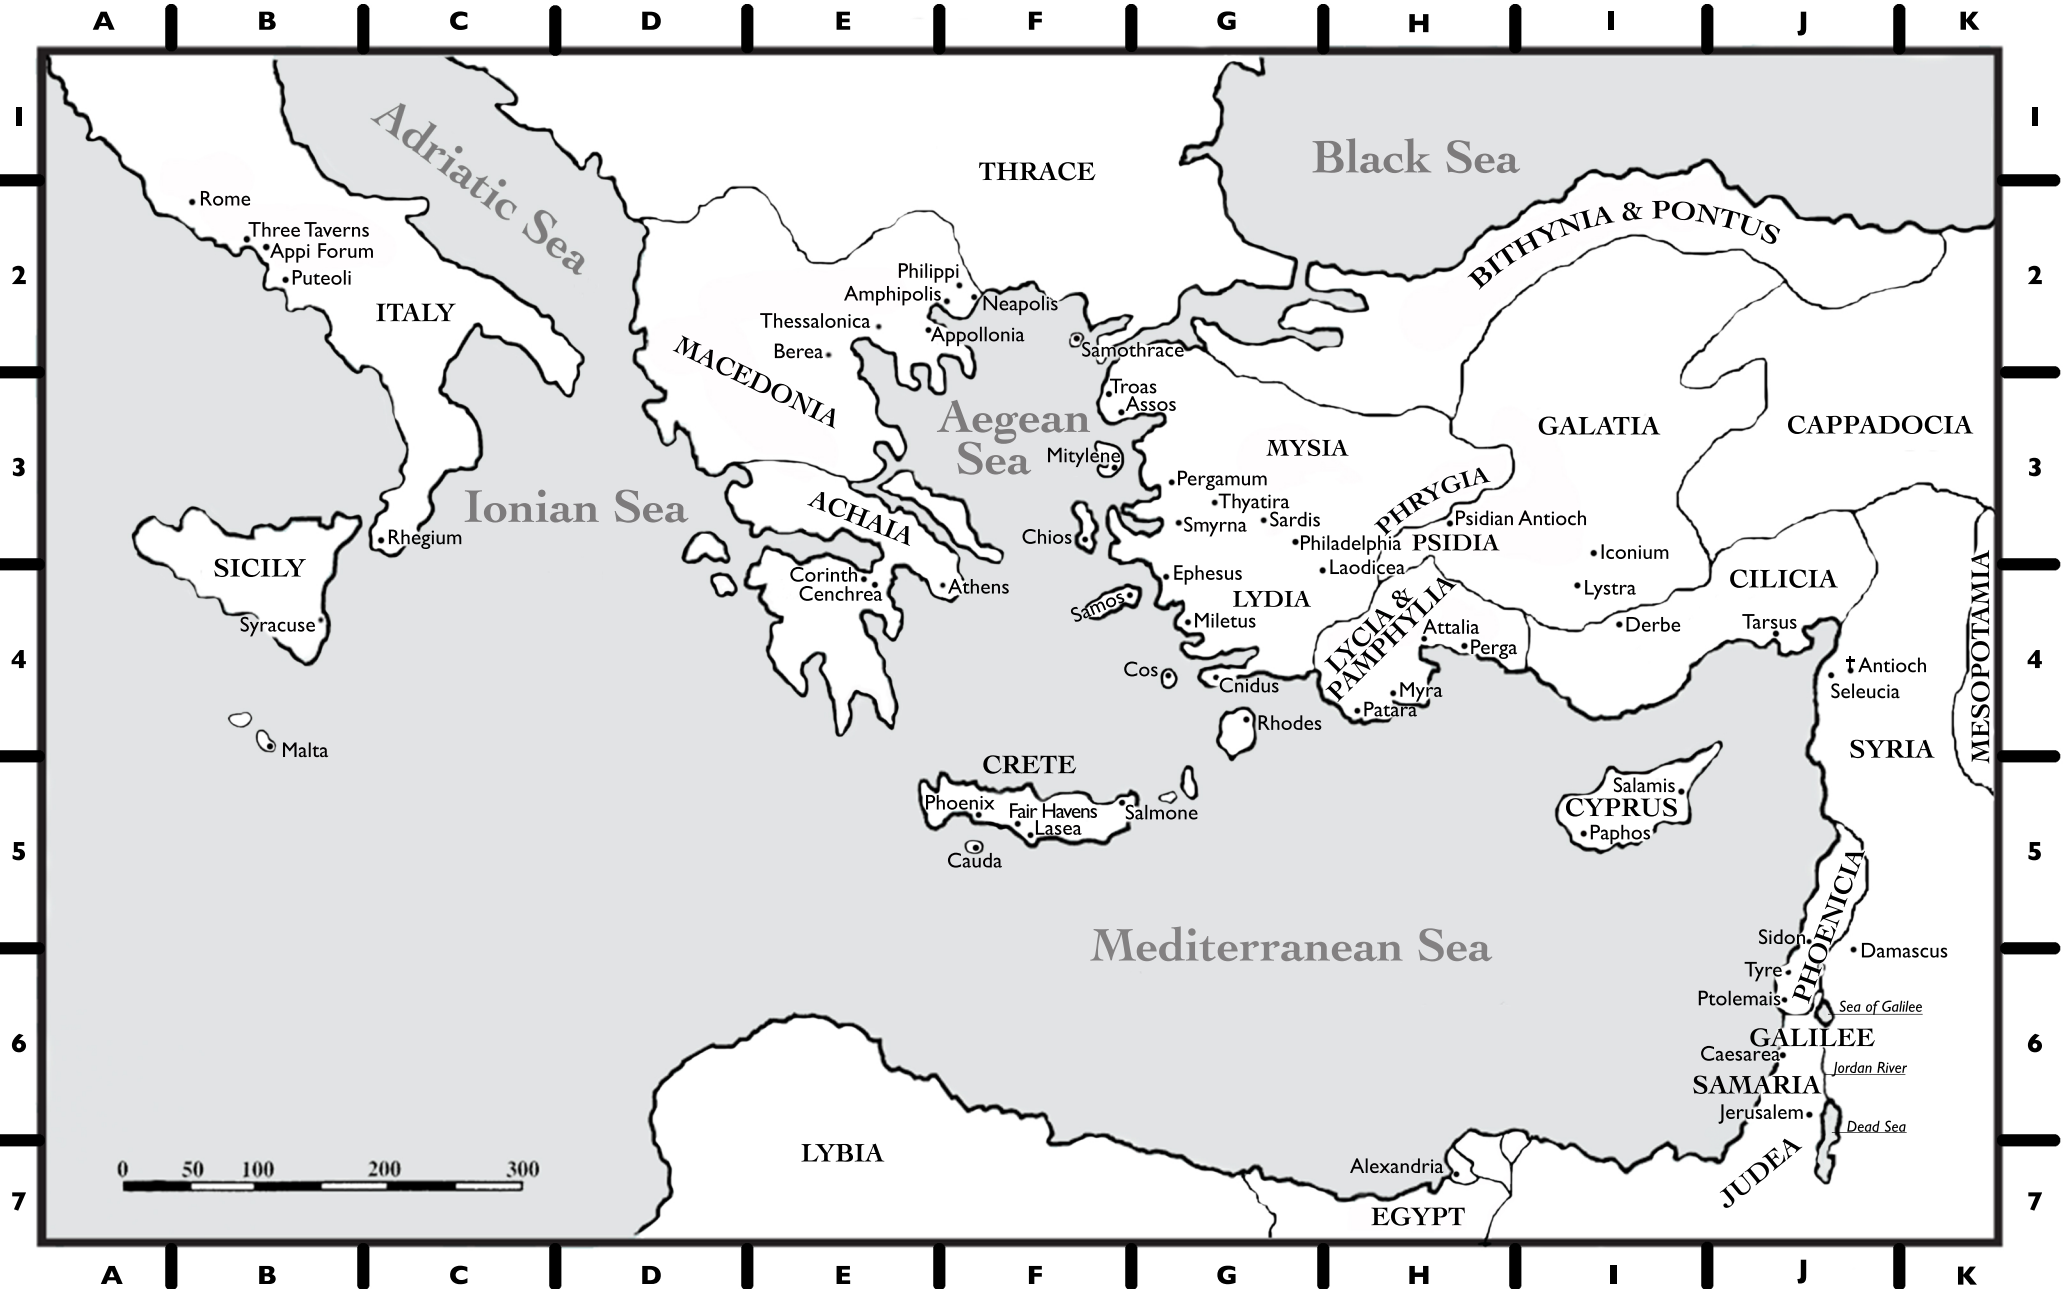 A B C D E F G H I J K
I I
Adriatic Sea
Black Sea
THRACE
2 2
Rome
Three Taverns
Appi Forum
Puteoli
ITALY
BITHYNIA & PONTUS
Philippi
Amphipolis
Neapolis
Thessalonica
Appollonia
Berea
Samothrace
MACEDONIA
3 3
Troas
Assos
Aegean
Sea
GALATIA
CAPPADOCIA
MYSIA
Mitylene
Pergamum
Thyatira
PHRYGIA
Ionian Sea
ACHAIA
Smyrna
Sardis
Psidian Antioch
Rhegium
Chios
Philadelphia
PSIDIA
Iconium
SICILY
Laodicea
Corinth
Cenchrea
Athens
Ephesus
Lystra
CILICIA
MESOPOTAMIA
Samos
LYDIA
LYCIA &
PAMPHYLIA
4 4
Syracuse
Miletus
Attalia
Derbe
Tarsus
Perga
Cos
Cnidus
Antioch
Seleucia
Myra
Patara
Rhodes
Malta
SYRIA
CRETE
5 5
Phoenix
Fair Havens
Lasea
Salmone
Cauda
Salamis
CYPRUS
Paphos
PHOENICIA
Mediterranean Sea
Sidon
Damascus
6 6
Tyre
Ptolemais
Sea of Galilee
GALILEE
Caesarea
Jordan River
SAMARIA
Jerusalem
Dead Sea
7 7
LYBIA
JUDEA
Alexandria
EGYPT
0 50 100 200 300
A B C D E F G H I J K